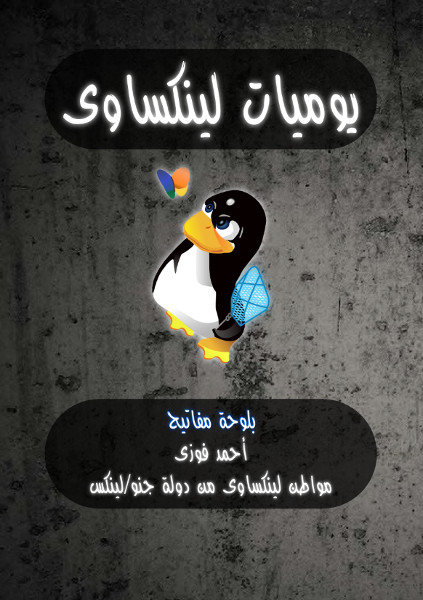 يوميات لينكساوى
بلوحة مفاتيح
أحمد فوزى
مواطن لينكساوى من دولة جنو/لينكس